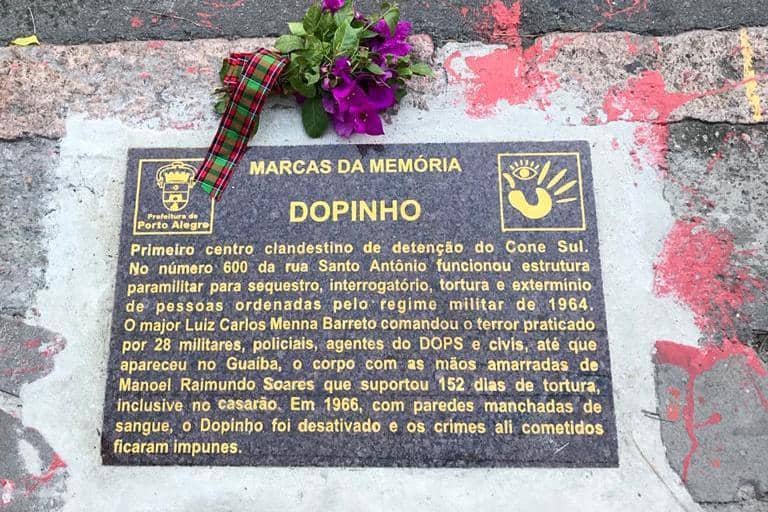 MARCAS DA MEMÓRIA
Prefeitura de
Porto Alegre
DOPINHO
Primeiro centro clandestino de detenção do Cone Sul.
No número 600 da rua Santo Antônio funcionou estrutura
paramilitar para sequestro, interrogatório, tortura e extermínio
de pessoas ordenadas pelo regime militar de 1964.
O major Luiz Carlos Menna Barreto comandou o terror praticado
por 28 militares, policiais, agentes do DOPS e civis, até que
apareceu no Guaíba, o corpo com as mãos amarradas de
Manoel Raimundo Soares que suportou 152 dias de tortura,
inclusive no casarão. Em 1966, com paredes manchadas de
sangue, o Dopinho foi desativado e os crimes ali cometidos
ficaram impunes.